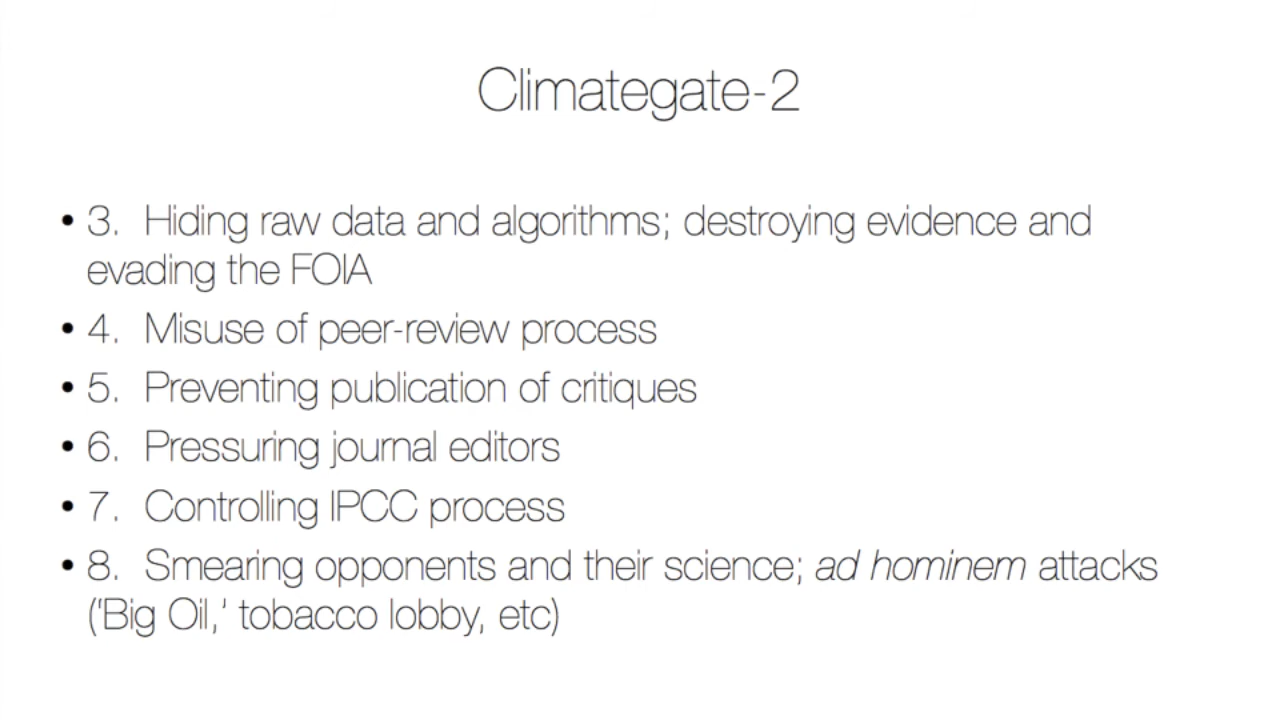 Climategate-2
• 3. Hiding raw data and algorithms; destroying evidence and
evading the FOIA
• 4. Misuse of peer-review process
• 5. Preventing publication of critiques
• 6. Pressuring journal editors
• 7. Controlling IPCC process
• 8. Smearing opponents and their science; ad hominem attacks
(‘Big Oil,’ tobacco lobby, etc)